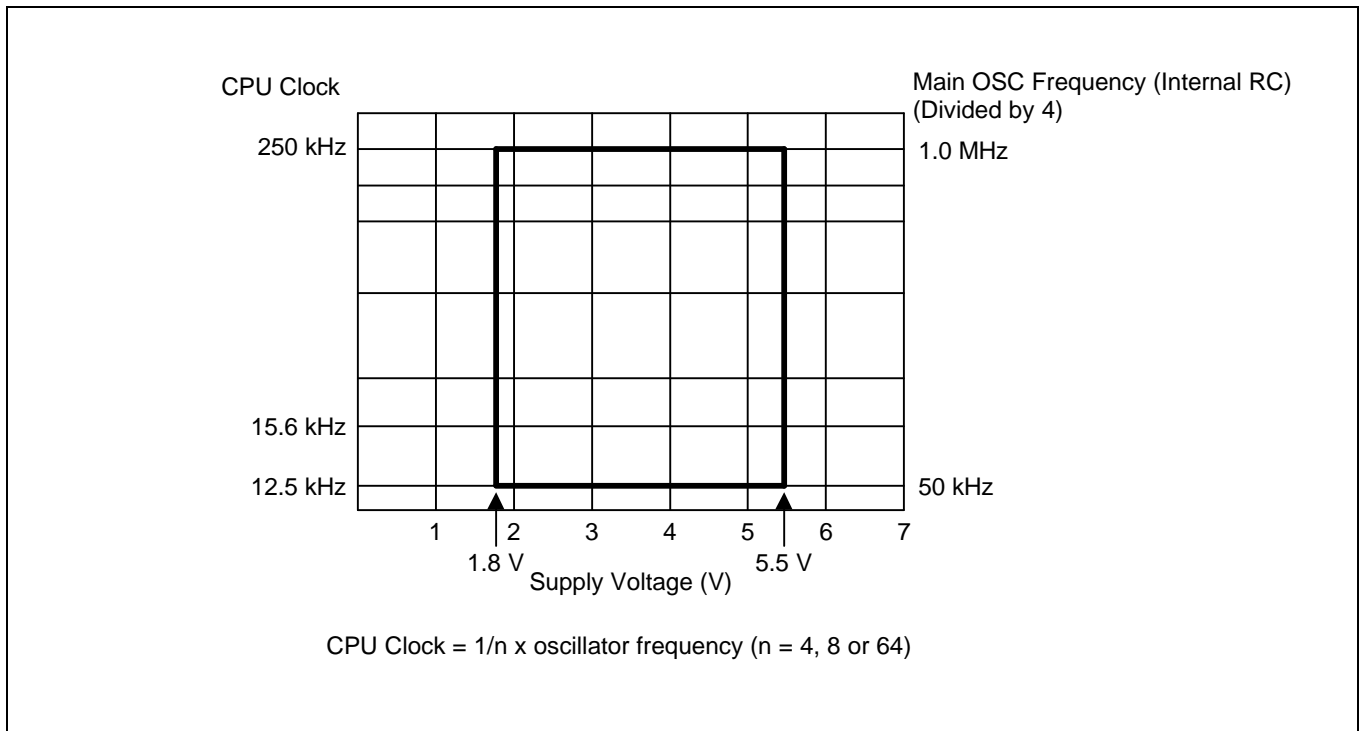 CPU Clock
Main OSC Frequency (Internal RC)
(Divided by 4)
250 kHz
1.0 MHz
15.6 kHz
12.5 kHz
50 kHz
1 2 3 4 5 6 7
1.8 V 5.5 V
Supply Voltage (V)
CPU Clock = 1/n x oscillator frequency (n = 4, 8 or 64)